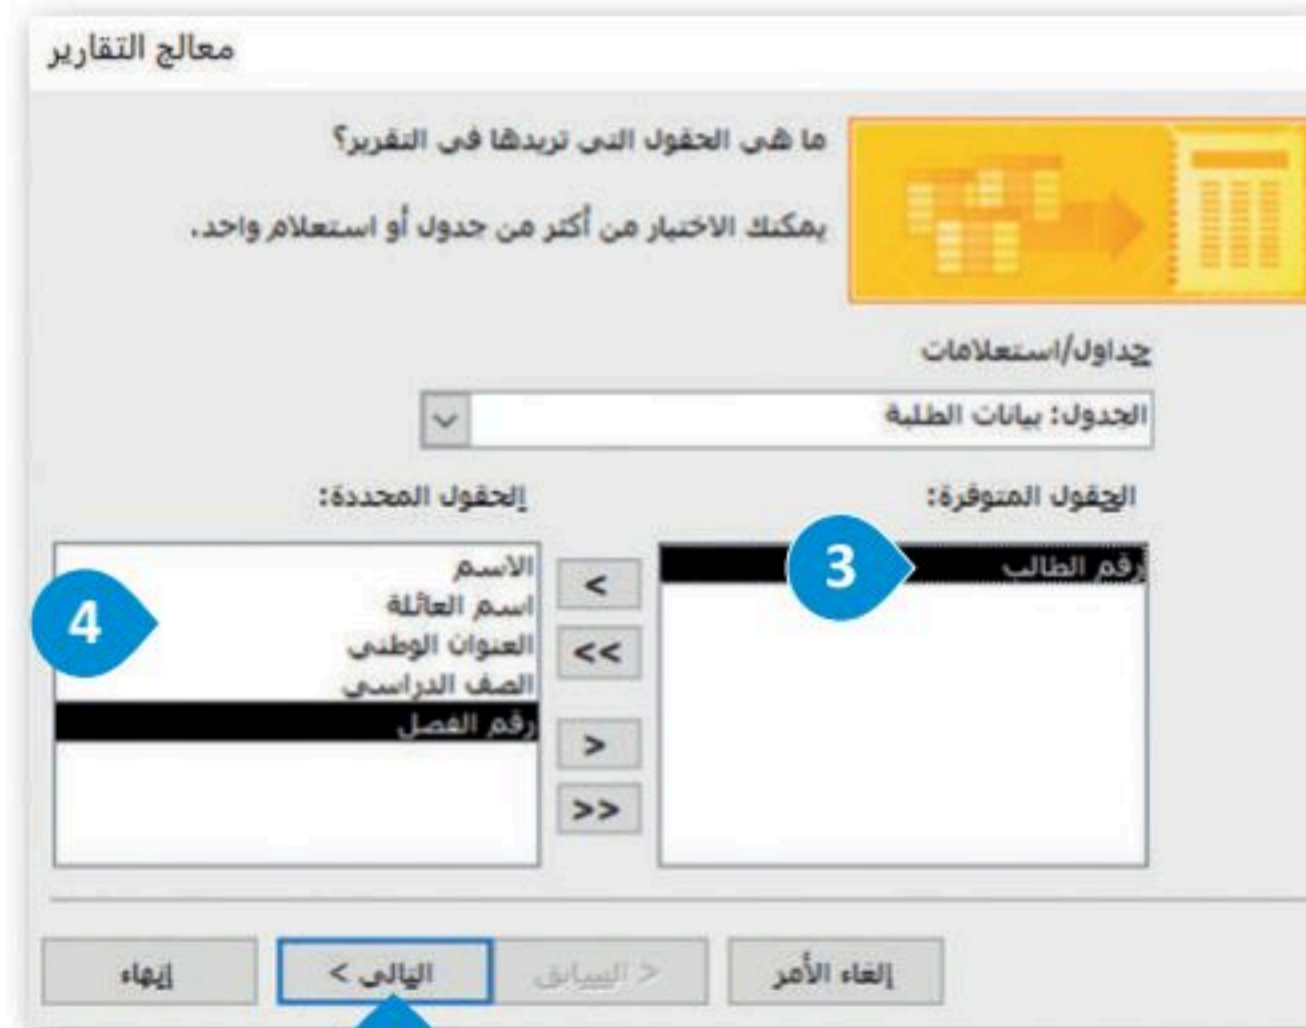 معالج التقارير
ما هي الحقول التي تريدها في التقرير؟
يمكنك الاختيار من أكثر من جدول أو استعلام واحد.
جداول/استعلامات
الجدول: بيانات الطلبة
الحقول المتوفرة:
رقم الطالب
3
<
<<
>
>>
الحقول المحددة:
الاسم
اسم العائلة
العنوان الوطني
الصف الدراسي
رقم الفصل
4
إلغاء الأمر
< السابق
التالي >
إنهاء